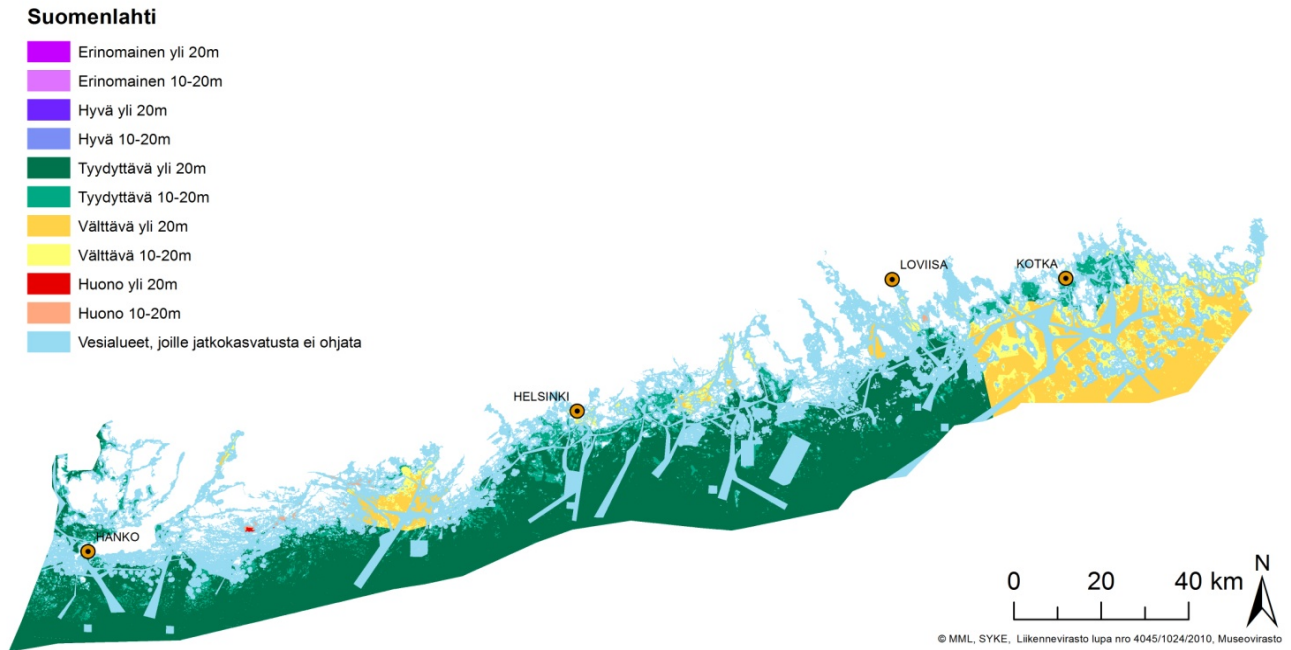 Suomenlahti
Erinomainen yli 20m
Erinomainen 10-20m
Hyvä yli 20m
Hyvä 10-20m
Tyydyttävä yli 20m
Tyydyttävä 10-20m
Välttävä yli 20m
Välttävä 10-20m
Huono yli 20m
Huono 10-20m
Vesialueet, joille jatkokasvatusta ei ohjata
LOVIISA
KOTKA
HELSINKI
HANKO
0 20 40 km
N
© MML, SYKE, Liikennevirasto lupa nro 4045/1024/2010, Museovirasto